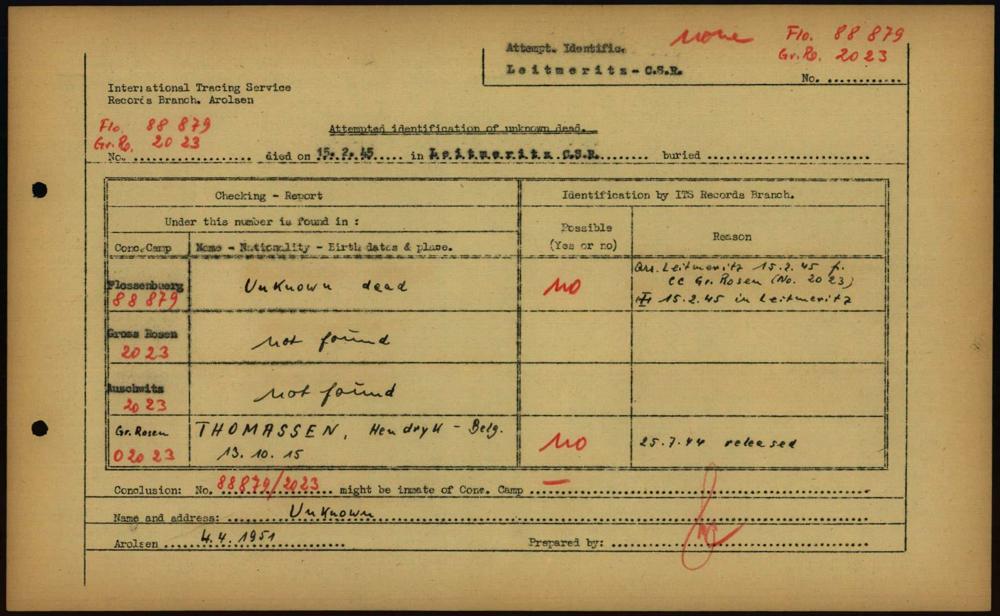 Attempt. Identific. none Flo. 88 879
Leitmeritz - C.S.R. Gr.Ro. 2023
No. ............
International Tracing Service
Records Branch. Arolsen
Flo. 88 879
Gr.Ro. 2023
Attempted identification of unknown dead.
No. .................. died on 15. 2. 45 ..... in Leitmeritz C.S.R. ........ buried .........................
Checking - Report Identification by ITS Records Branch.
Under this number is found in :
Possible (Yes or no) Reason
Conc.Camp Name - Nationality - Birth dates & place.
Flossenbuerg 88 879 Unknown dead no Arr. Leitmeritz 15.2.45 f. CC Gr. Rosen (No. 2023)
15.2.45 in Leitmeritz
Gross Rosen 2023 not found
Auschwitz 2023 not found
Gr. Rosen 02023 THOMASSEN, Hendryk - Belg. 13.10.15 no 25.7.44 released
Conclusion: No. 88879/2023 might be inmate of Conc. Camp — ..............................
Name and address: ........ Unknown ..............................
Arolsen .... 4.4.1951 ............ Prepared by: ..............................